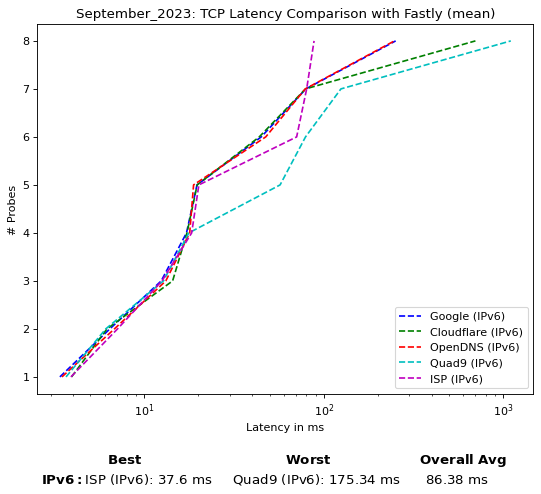 September_2023: TCP Latency Comparison with Fastly (mean)
8
7
6
5
4
3
2
1
# Probes
Google (IPv6)
Cloudflare (IPv6)
OpenDNS (IPv6)
Quad9 (IPv6)
ISP (IPv6)
10¹ 10² 10³
Latency in ms
Best Worst Overall Avg
IPv6: ISP (IPv6): 37.6 ms Quad9 (IPv6): 175.34 ms 86.38 ms